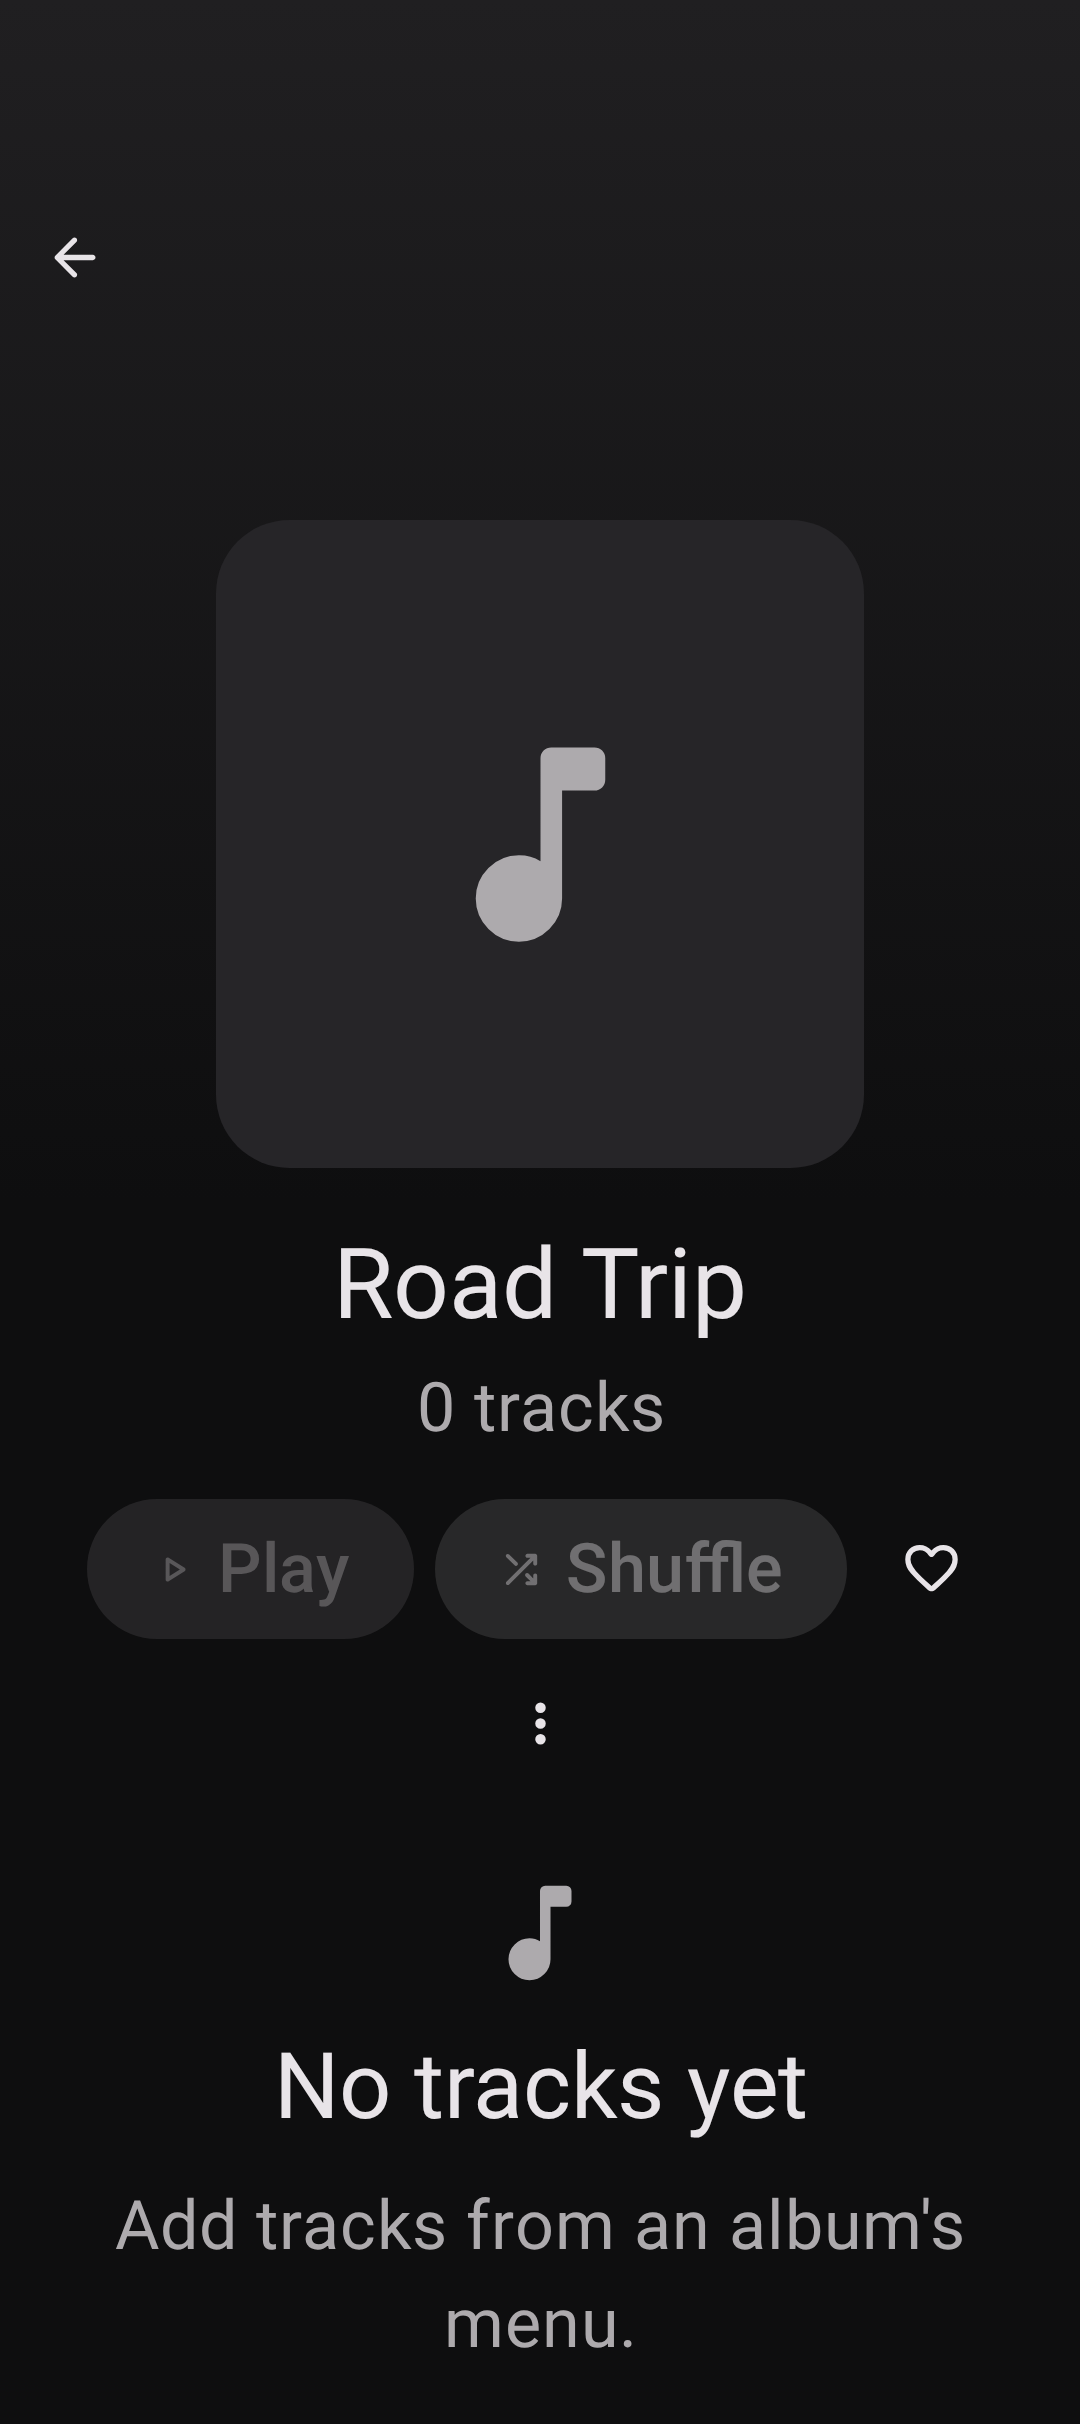 Road Trip
0 tracks
Play
Shuffle
No tracks yet
Add tracks from an album's
menu.